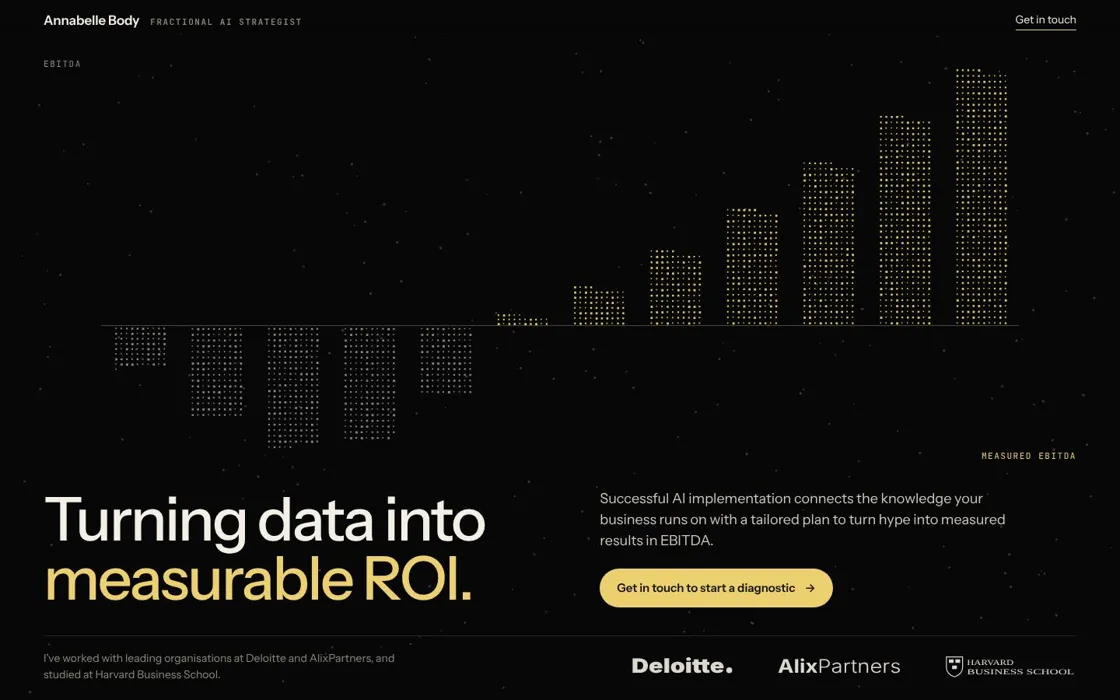 Annabelle Body FRACTIONAL AI STRATEGIST
Get in touch
EBITDA
MEASURED EBITDA
Turning data into
measurable ROI.
Successful AI implementation connects the knowledge your
business runs on with a tailored plan to turn hype into measured
results in EBITDA.
Get in touch to start a diagnostic →
I've worked with leading organisations at Deloitte and AlixPartners, and
studied at Harvard Business School.
Deloitte.
AlixPartners
HARVARD
BUSINESS SCHOOL